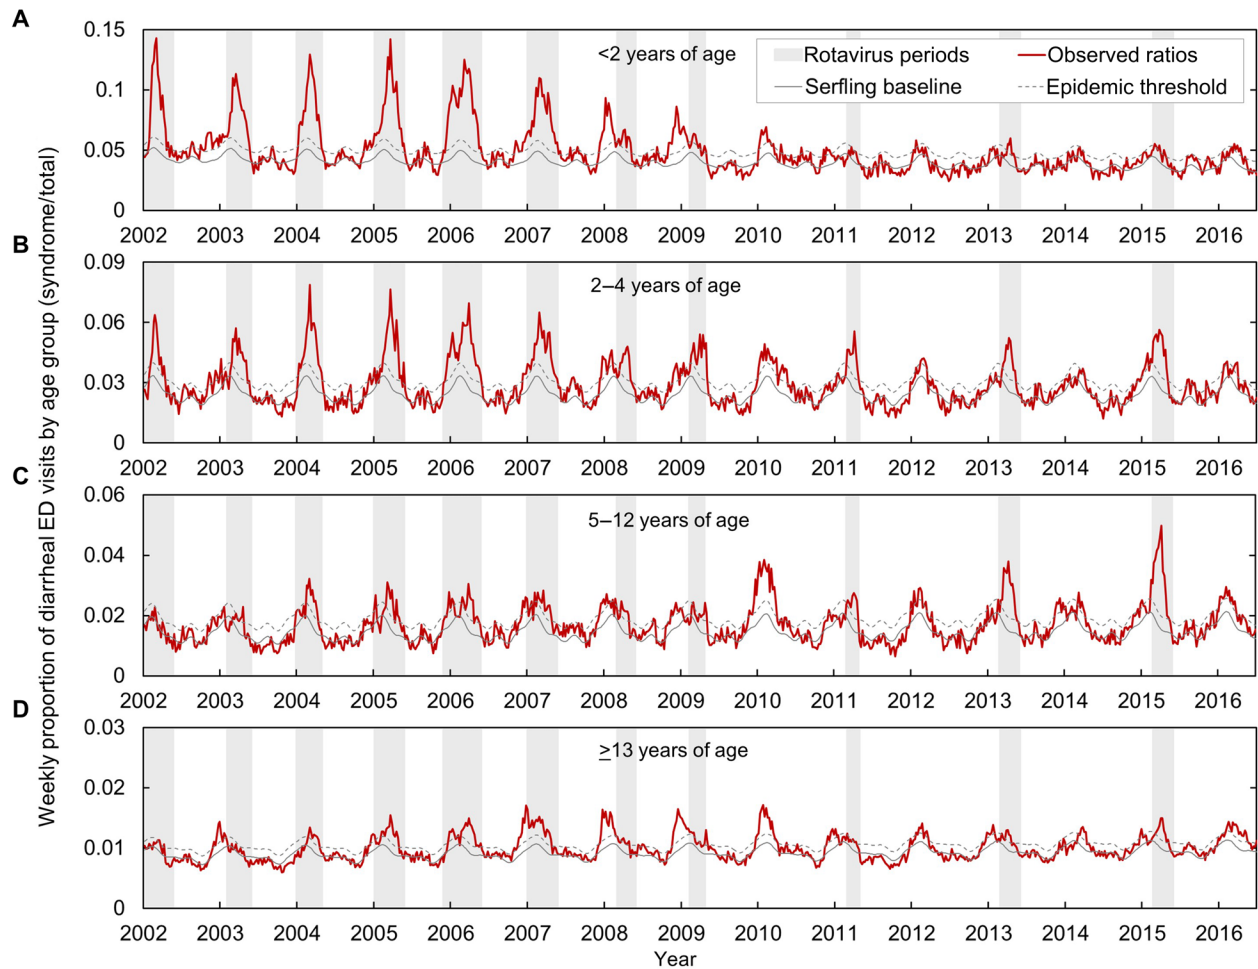 A
0.15
<2 years of age
Rotavirus periods
Observed ratios
Serfling baseline
Epidemic threshold
0.1
0.05
0
2002 2003 2004 2005 2006 2007 2008 2009 2010 2011 2012 2013 2014 2015 2016
B
0.09
2–4 years of age
0.06
0.03
0
2002 2003 2004 2005 2006 2007 2008 2009 2010 2011 2012 2013 2014 2015 2016
C
0.06
5–12 years of age
0.04
0.02
0
2002 2003 2004 2005 2006 2007 2008 2009 2010 2011 2012 2013 2014 2015 2016
D
0.03
≥13 years of age
0.02
0.01
0
2002 2003 2004 2005 2006 2007 2008 2009 2010 2011 2012 2013 2014 2015 2016
Year
Weekly proportion of diarrheal ED visits by age group (syndrome/total)